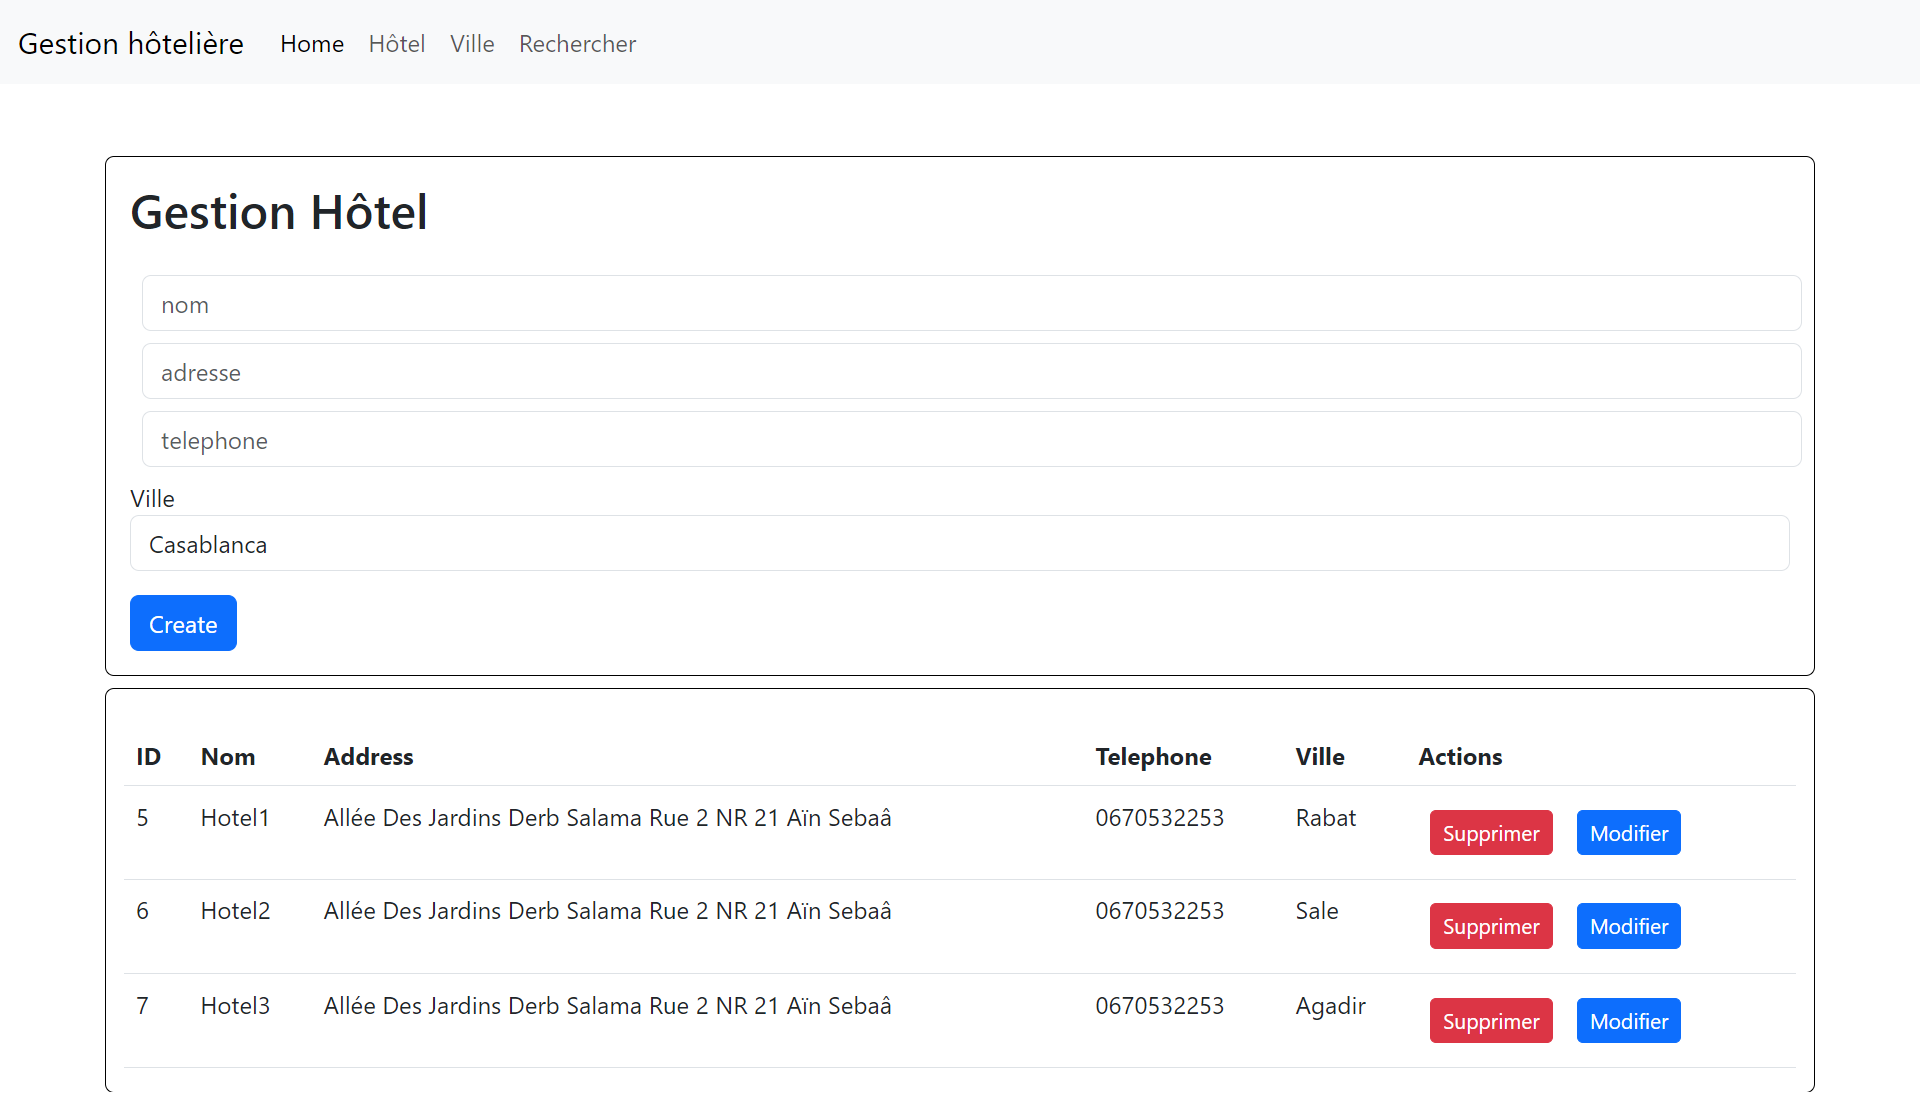 Gestion hôtelière Home Hôtel Ville Rechercher
Gestion Hôtel
nom
adresse
telephone
Ville
Casablanca
Create
ID Nom Address Telephone Ville Actions
5 Hotel1 Allée Des Jardins Derb Salama Rue 2 NR 21 Aïn Sebaâ 0670532253 Rabat Supprimer Modifier
6 Hotel2 Allée Des Jardins Derb Salama Rue 2 NR 21 Aïn Sebaâ 0670532253 Sale Supprimer Modifier
7 Hotel3 Allée Des Jardins Derb Salama Rue 2 NR 21 Aïn Sebaâ 0670532253 Agadir Supprimer Modifier